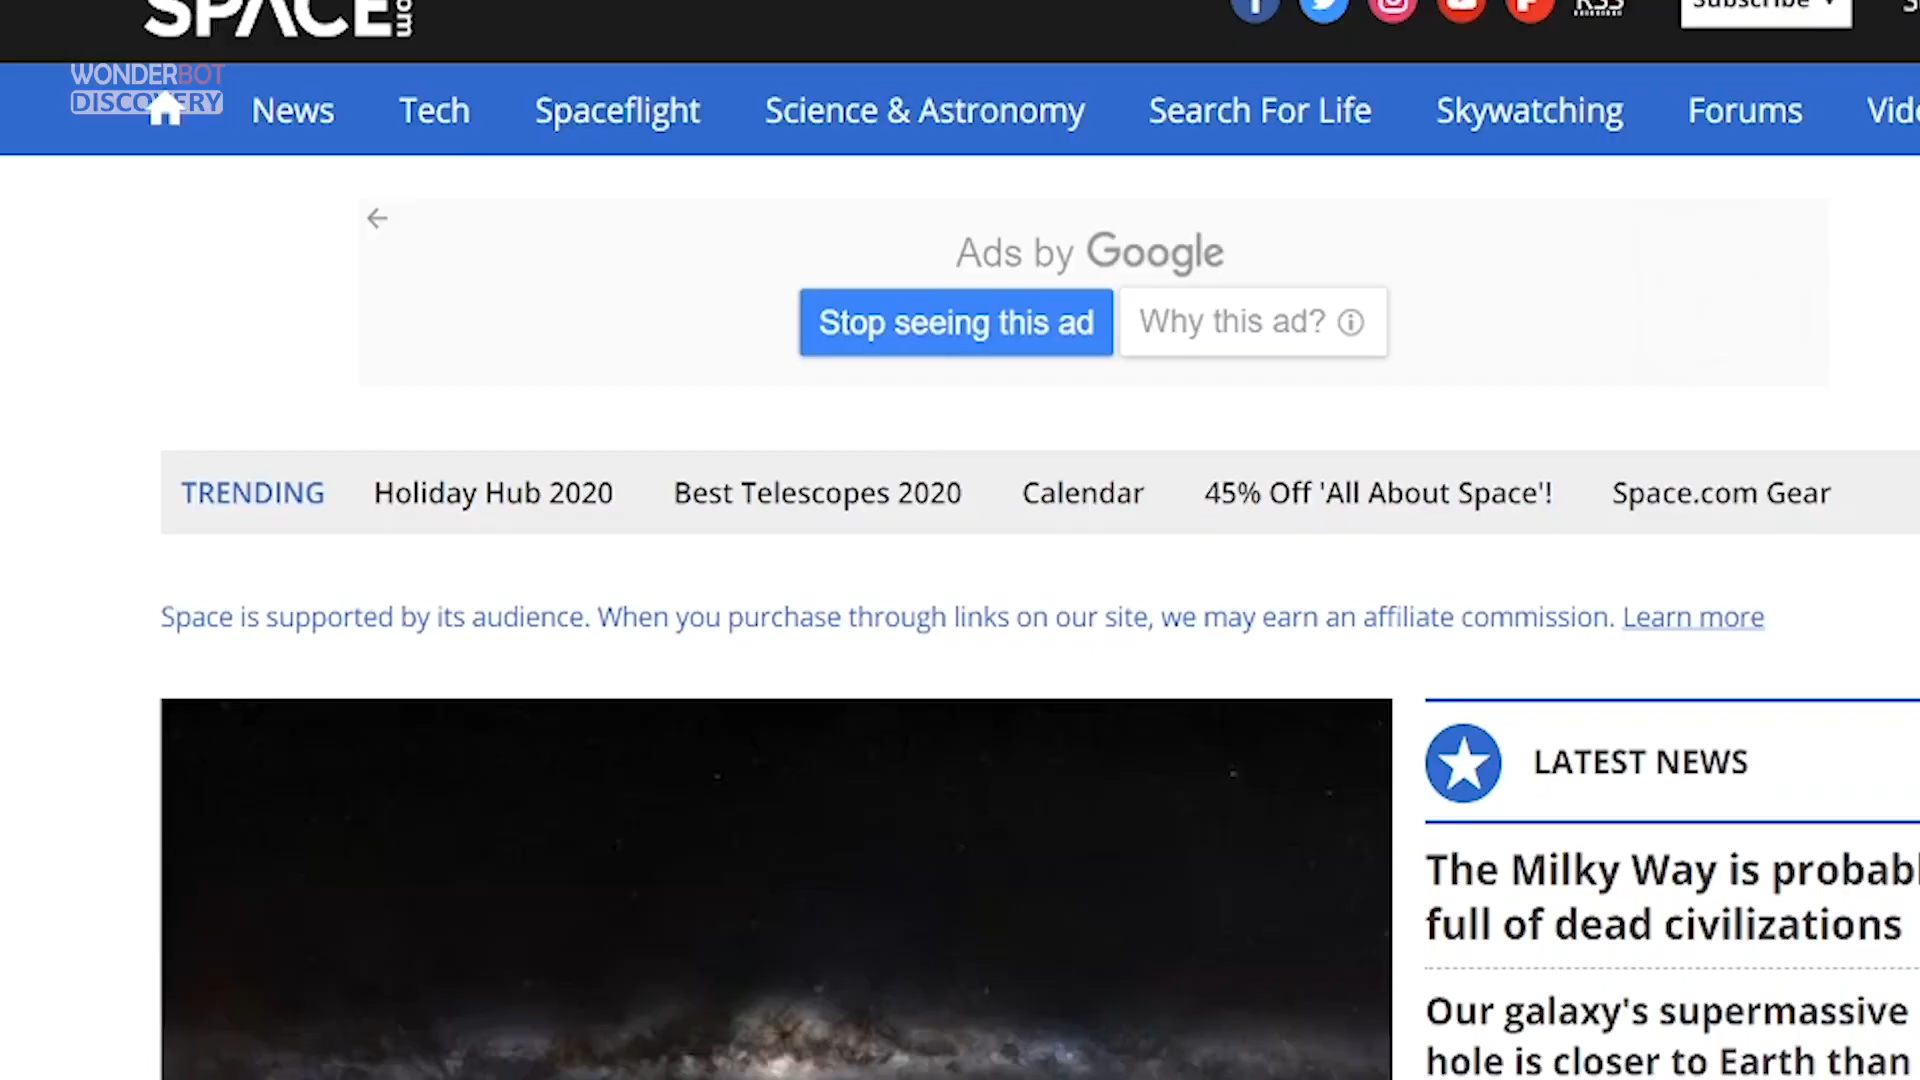 SPACE
.com
RSS
Subscribe
WONDERBOT
DISCOVERY
News
Tech
Spaceflight
Science & Astronomy
Search For Life
Skywatching
Forums
Ads by Google
Stop seeing this ad
Why this ad?
TRENDING
Holiday Hub 2020
Best Telescopes 2020
Calendar
45% Off 'All About Space'!
Space.com Gear
Space is supported by its audience. When you purchase through links on our site, we may earn an affiliate commission. Learn more
LATEST NEWS
The Milky Way is probabl
full of dead civilizations
Our galaxy's supermassive
hole is closer to Earth than